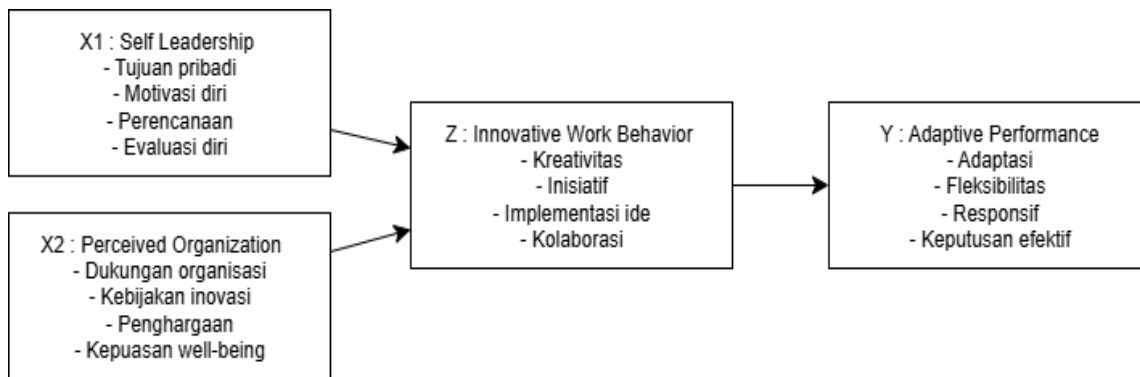 X1 : Self Leadership
- Tujuan pribadi
- Motivasi diri
- Perencanaan
- Evaluasi diri
X2 : Perceived Organization
- Dukungan organisasi
- Kebijakan inovasi
- Penghargaan
- Kepuasan well-being
Z : Innovative Work Behavior
- Kreativitas
- Inisiatif
- Implementasi ide
- Kolaborasi
Y : Adaptive Performance
- Adaptasi
- Fleksibilitas
- Responsif
- Keputusan efektif